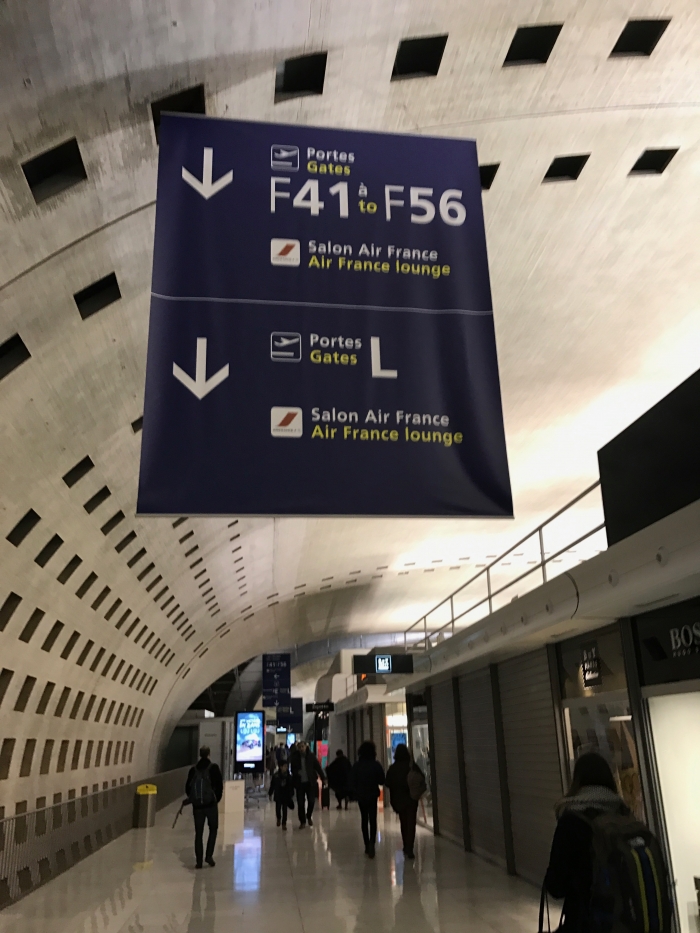 Portes
Gates
F41 à to F56
Salon Air France
Air France lounge
Portes
Gates L
Salon Air France
Air France lounge
BOS